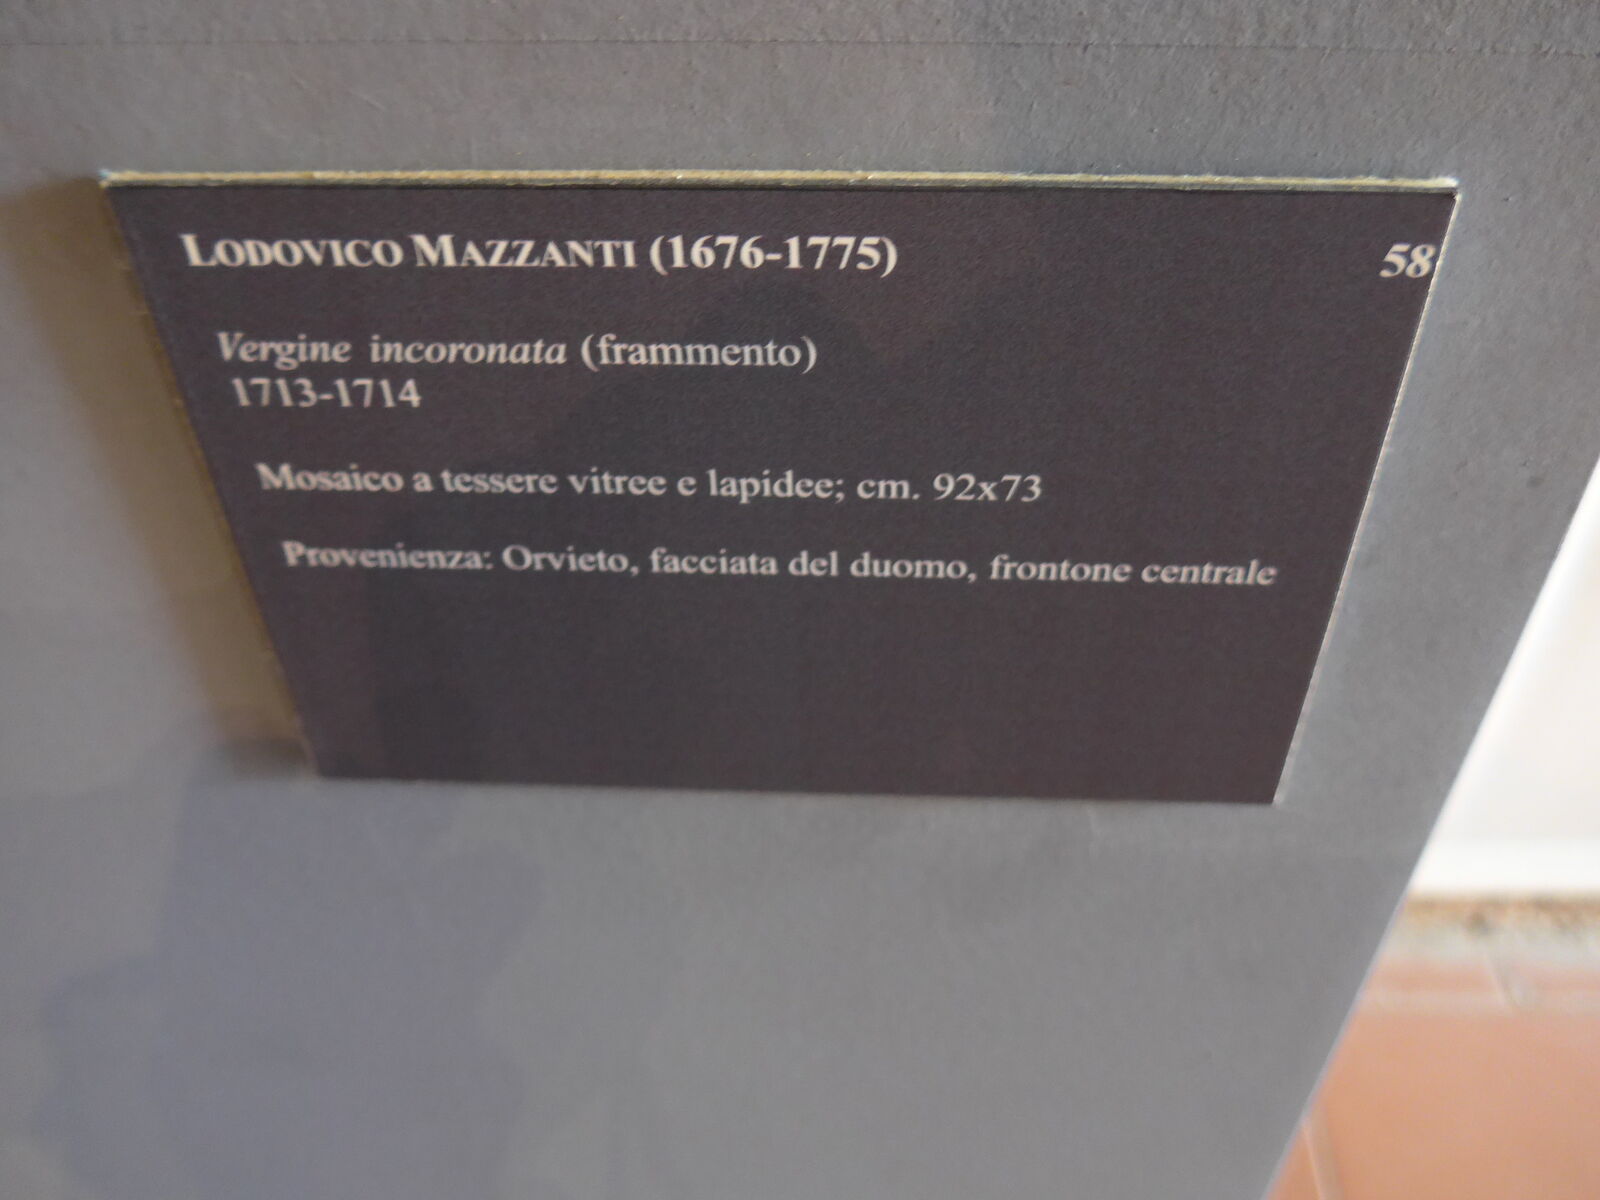 LODOVICO MAZZANTI (1676-1775) 58
Vergine incoronata (frammento)
1713-1714
Mosaico a tessere vitree e lapidee; cm. 92x73
Provenienza: Orvieto, facciata del duomo, frontone centrale